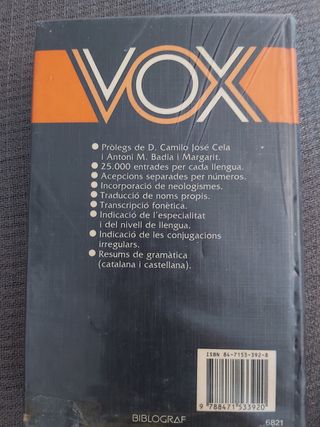 VOX
• Pròlegs de D. Camilo José Cela
i Antoni M. Badia i Margarit.
• 25.000 entrades per cada llengua.
• Acepcions separades per números.
• Incorporació de neologismes.
• Traducció de noms propis.
• Transcripció fonètica.
• Indicació de l'especialitat
i del nivell de llengua.
• Indicació de les conjugacions
irregulars.
• Resums de gramàtica
(catalana i castellana).
ISBN 84-7153-392-8
9 788471 533920
BIBLOGRAF
6821